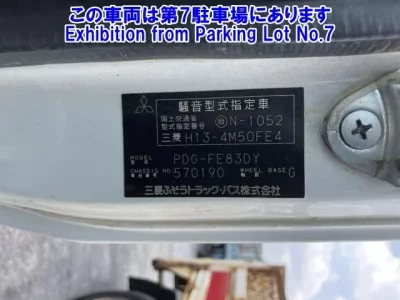 この車両は第7駐車場にあります
Exhibition from Parking Lot No.7
騒音型式指定車
国土交通省
型式指定番号 自 N-1052
三菱 H13-4M50FE4
MODEL PDG-FE83DY
CHASSIS NO. 570190 WHEEL BASE G
三菱ふそうトラック・バス株式会社